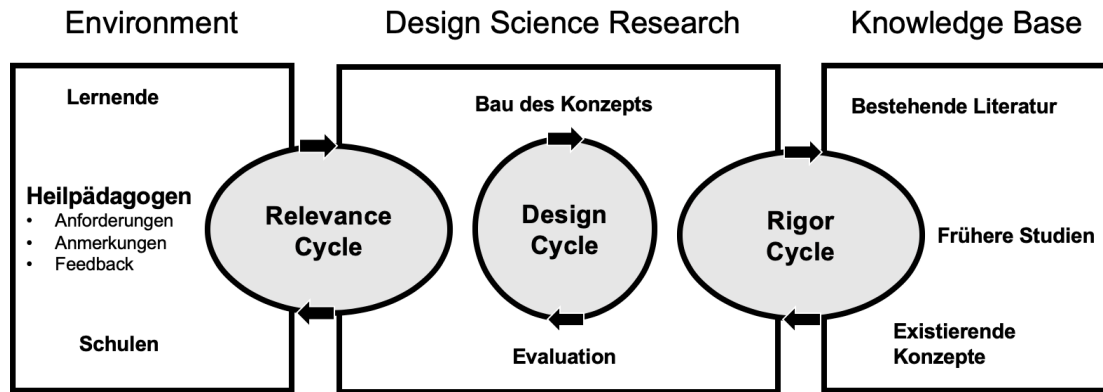 Environment
Design Science Research
Knowledge Base
Lernende
Heilpädagogen
• Anforderungen
• Anmerkungen
• Feedback
Schulen
Relevance
Cycle
Bau des Konzepts
Design
Cycle
Evaluation
Rigor
Cycle
Bestehende Literatur
Frühere Studien
Existierende
Konzepte